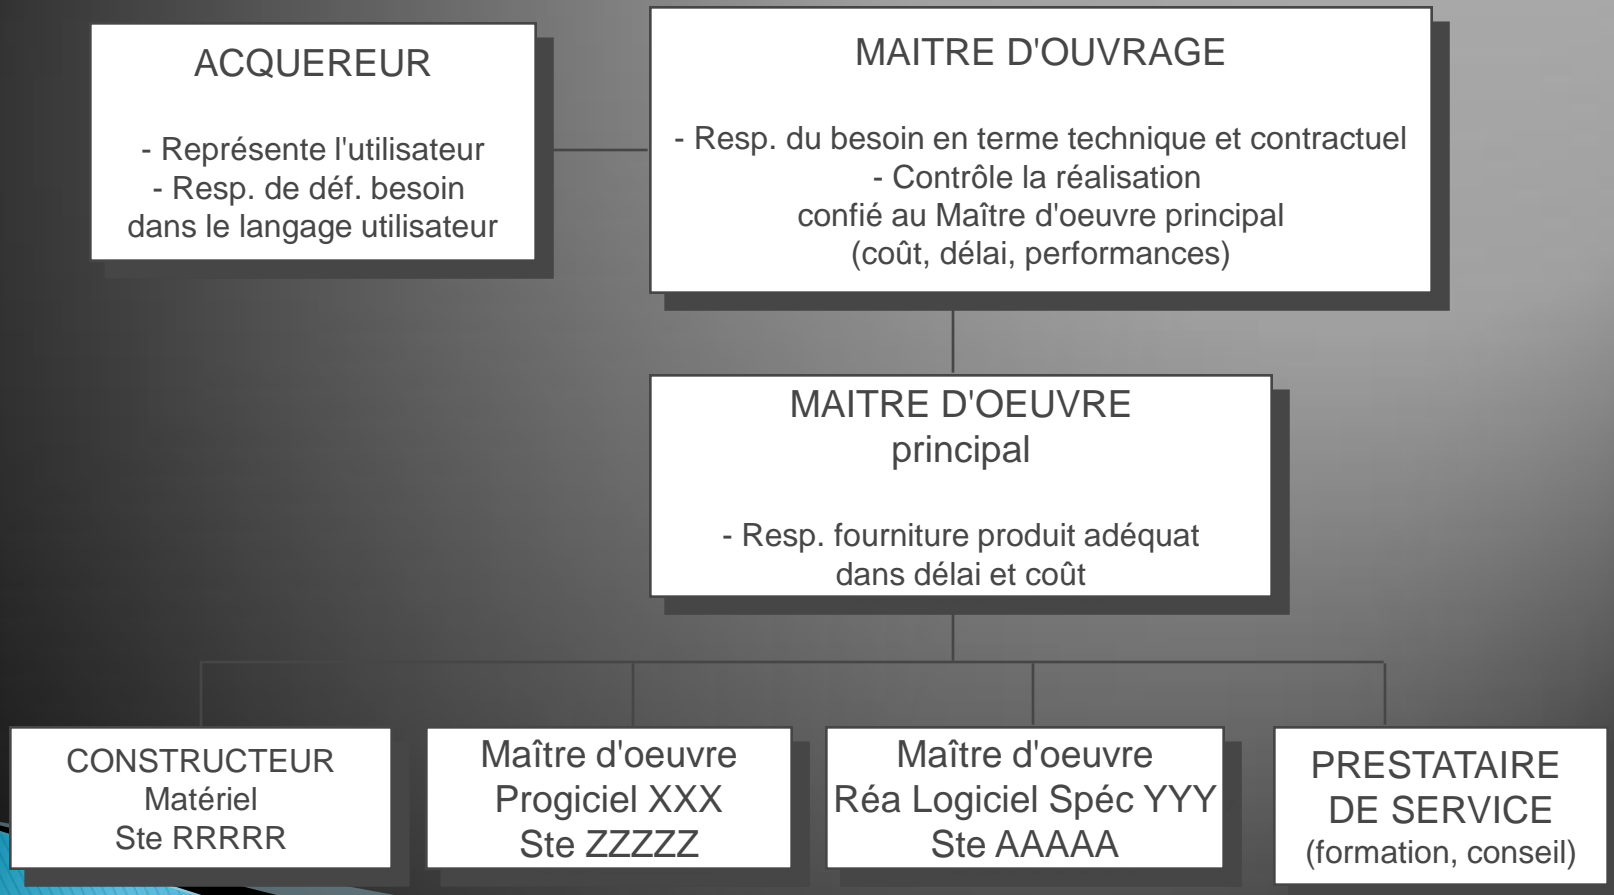 ACQUEREUR
- Représente l'utilisateur
- Resp. de déf. besoin
dans le langage utilisateur
MAITRE D'OUVRAGE
- Resp. du besoin en terme technique et contractuel
- Contrôle la réalisation
confié au Maître d'oeuvre principal
(coût, délai, performances)
MAITRE D'OEUVRE
principal
- Resp. fourniture produit adéquat
dans délai et coût
CONSTRUCTEUR
Matériel
Ste RRRRR
Maître d'oeuvre
Progiciel XXX
Ste ZZZZZ
Maître d'oeuvre
Réa Logiciel Spéc YYY
Ste AAAAA
PRESTATAIRE
DE SERVICE
(formation, conseil)